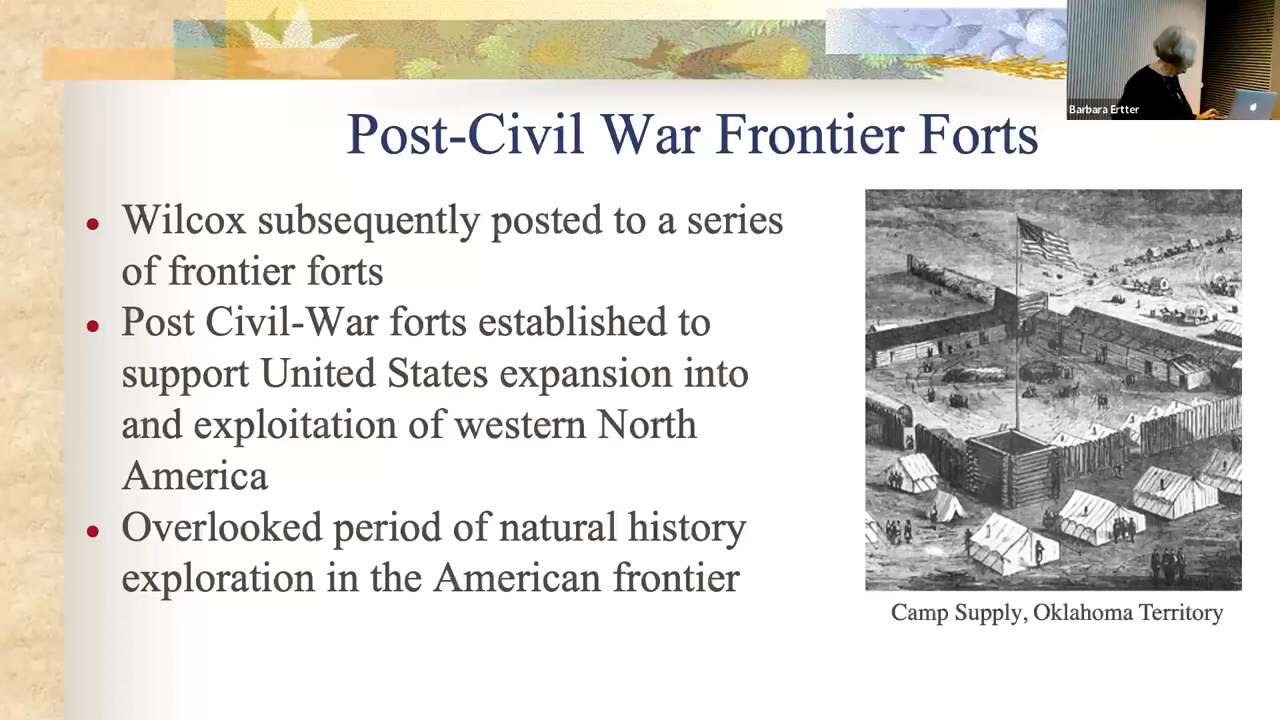 Barbara Ertter
Post-Civil War Frontier Forts
• Wilcox subsequently posted to a series
of frontier forts
• Post Civil-War forts established to
support United States expansion into
and exploitation of western North
America
• Overlooked period of natural history
exploration in the American frontier
Camp Supply, Oklahoma Territory